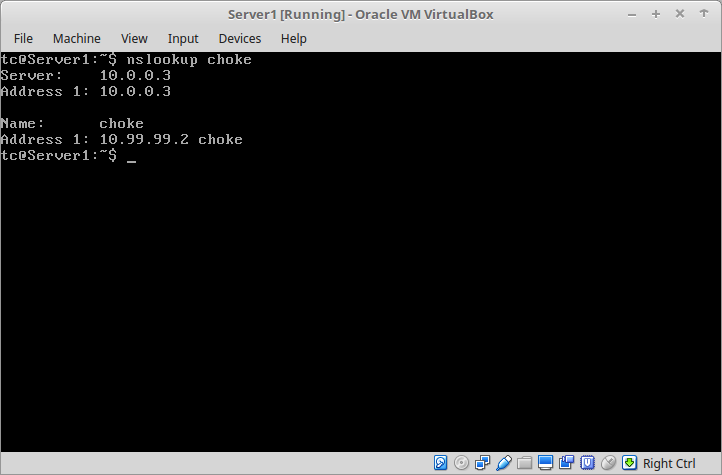 Server1 [Running] - Oracle VM VirtualBox
File Machine View Input Devices Help
tc@Server1:~$ nslookup choke
Server:    10.0.0.3
Address 1: 10.0.0.3

Name:      choke
Address 1: 10.99.99.2 choke
tc@Server1:~$ _
Right Ctrl